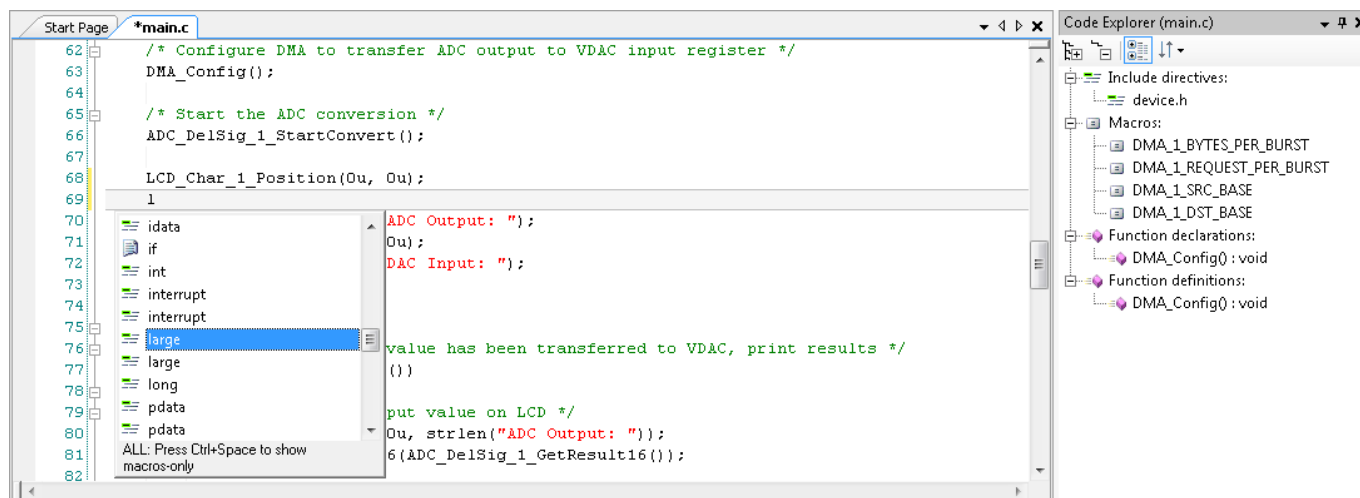 Start Page *main.c
62 /* Configure DMA to transfer ADC output to VDAC input register */
63 DMA_Config();
64
65 /* Start the ADC conversion */
66 ADC_DelSig_1_StartConvert();
67
68 LCD_Char_1_Position(0u, 0u);
69 l
70 ADC Output: ");
71 0u);
72 DAC Input: ");
73
74
75
76 value has been transferred to VDAC, print results */
77 ())
78
79 put value on LCD */
80 0u, strlen("ADC Output: "));
81 6(ADC_DelSig_1_GetResult16());
82
idata
if
int
interrupt
interrupt
large
large
long
pdata
pdata
ALL: Press Ctrl+Space to show
macros-only
Code Explorer (main.c)
Include directives:
device.h
Macros:
DMA_1_BYTES_PER_BURST
DMA_1_REQUEST_PER_BURST
DMA_1_SRC_BASE
DMA_1_DST_BASE
Function declarations:
DMA_Config() : void
Function definitions:
DMA_Config() : void